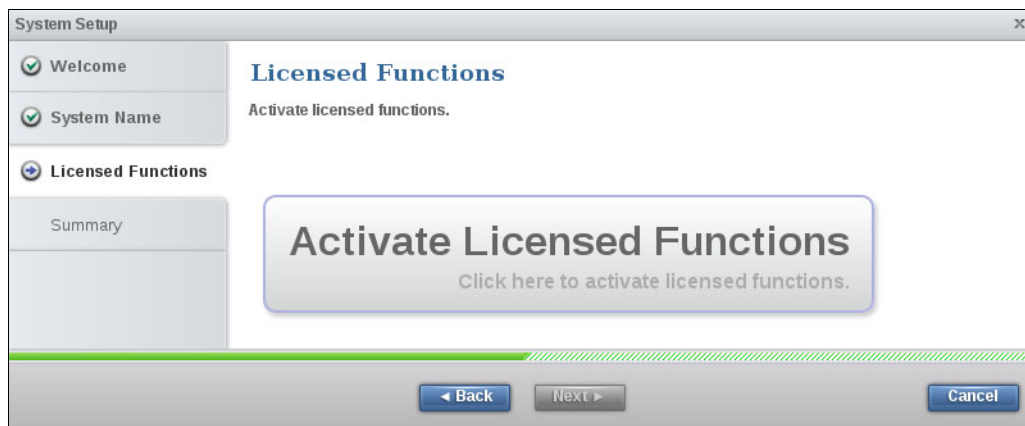 System Setup
x
Welcome
System Name
Licensed Functions
Summary
Licensed Functions
Activate licensed functions.
Activate Licensed Functions
Click here to activate licensed functions.
◄ Back
Next ►
Cancel